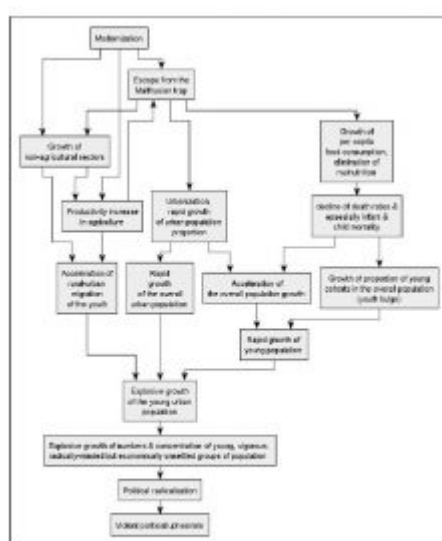 Modernization
Escape from the
Malthusian trap
Growth of
non-agricultural sectors
Growth of
per capita
food consumption,
elimination of
malnutrition
Productivity increase
in agriculture
Urbanization,
rapid growth
of urban population
proportion
decline of death rates &
especially infant &
child mortality
Acceleration of
rural-urban
migration
of the youth
Rapid
growth
of the overall
urban population
Acceleration of
the overall population growth
Growth of proportion of young
cohorts in the overall population
(youth bulge)
Rapid growth of
young population
Explosive growth
of the young urban
population
Explosive growth of numbers & concentration of young, vigorous,
radically-minded but economically unsettled groups of population
Political radicalisation
Violent political upheavals